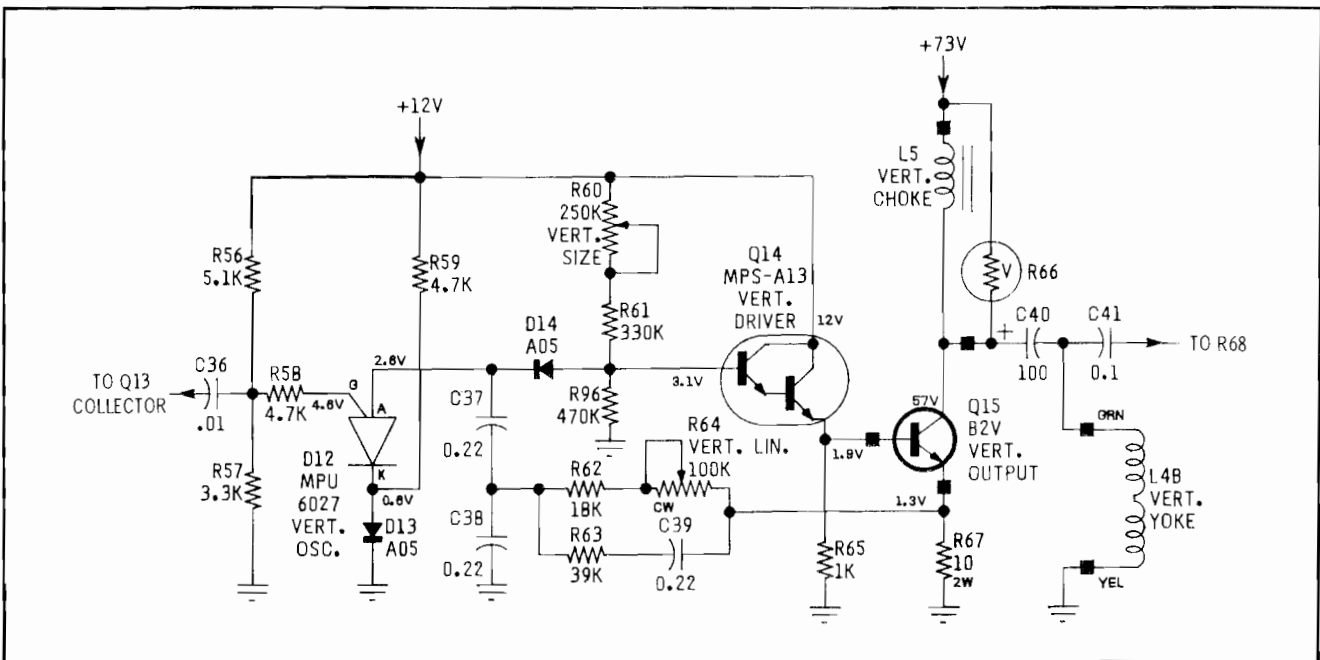 +73V
+12V
L5
VERT.
CHOKE
R60
250K
VERT.
SIZE
R56
5.1K
R59
4.7K
Q14
MPS-A13
VERT.
DRIVER
V
R66
R61
330K
D14
A05
12V
C40
+
100
C41
0.1
TO R68
C36
.01
TO Q13
COLLECTOR
R58
4.7K
4.6V
G
2.8V
A
3.1V
C37
0.22
R96
470K
57V
Q15
B2V
VERT.
OUTPUT
GRN
R64
VERT. LIN.
100K
1.9V
D12
MPU
6027
VERT.
OSC.
K
0.6V
R57
3.3K
R62
18K
CW
1.3V
L4B
VERT.
YOKE
D13
A05
C38
0.22
R63
39K
C39
0.22
R65
1K
R67
10
2W
YEL